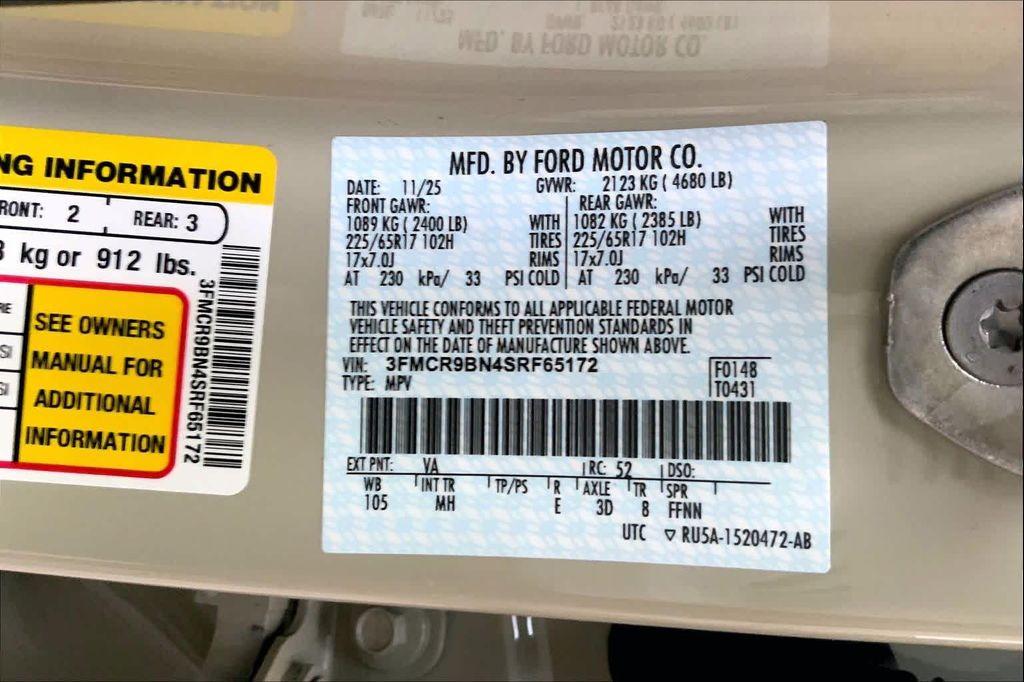 MFD. BY FORD MOTOR CO.
DATE: 11/25 GVWR: 2123 KG ( 4680 LB)
FRONT GAWR: REAR GAWR:
1089 KG ( 2400 LB) WITH 1082 KG ( 2385 LB) WITH
225/65R17 102H TIRES 225/65R17 102H TIRES
17x7.0J RIMS 17x7.0J RIMS
AT 230 kPa/ 33 PSI COLD AT 230 kPa/ 33 PSI COLD
THIS VEHICLE CONFORMS TO ALL APPLICABLE FEDERAL MOTOR
VEHICLE SAFETY AND THEFT PREVENTION STANDARDS IN
EFFECT ON THE DATE OF MANUFACTURE SHOWN ABOVE.
VIN: 3FMCR9BN4SRF65172 F0148
TYPE: MPV T0431
EXT PNT: VA RC: 52 DSO:
WB INT TR TP/PS R AXLE TR SPR
105 MH E 3D 8 FFNN
UTC ▽ RU5A-1520472-AB
NG INFORMATION
RONT: 2 REAR: 3
kg or 912 lbs.
SEE OWNERS
MANUAL FOR
ADDITIONAL
INFORMATION
3FMCR9BN4SRF65172
MFD. BY FORD MOTOR CO.